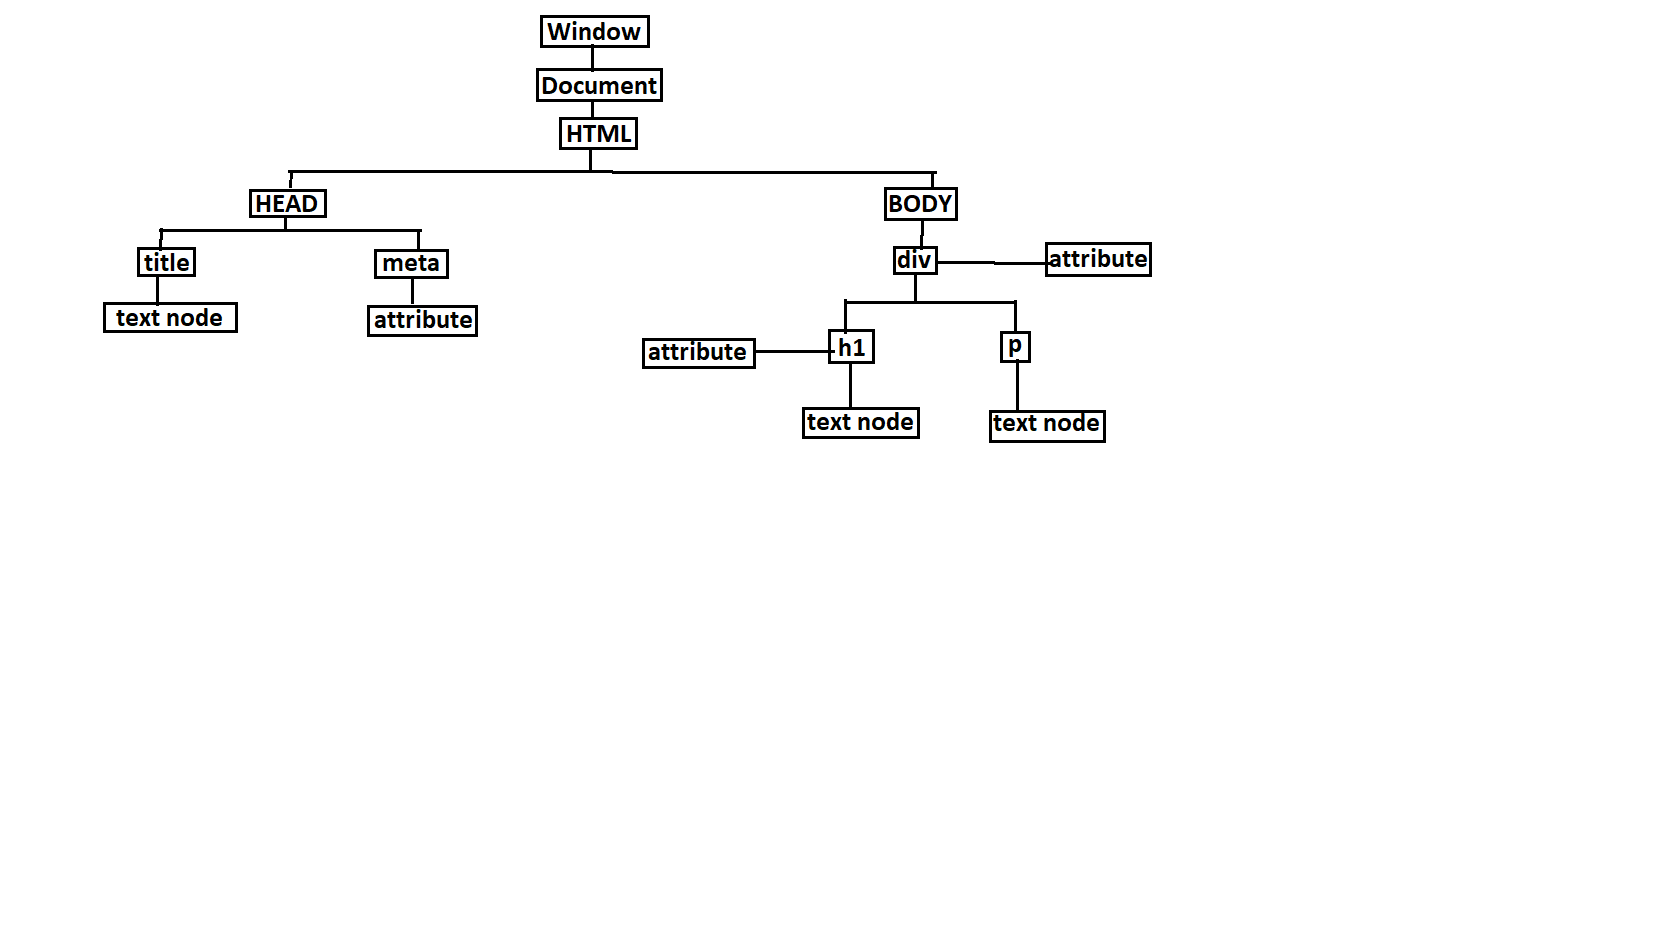 Window
Document
HTML
HEAD
BODY
title
meta
div
attribute
text node
attribute
attribute
h1
p
text node
text node